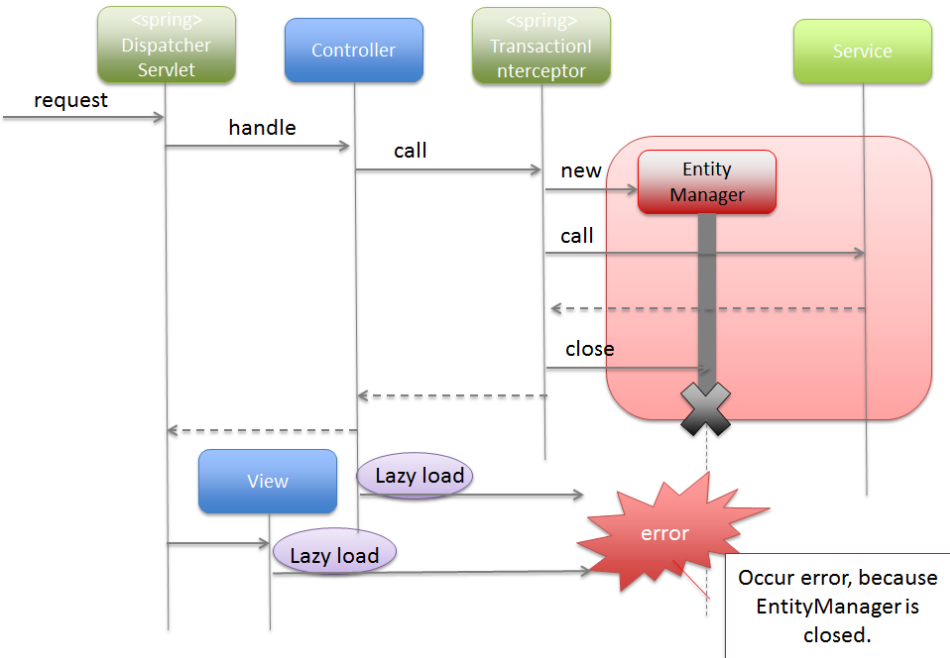 <spring>
Dispatcher
Servlet
Controller
<spring>
TransactionI
nterceptor
Service
request
handle
call
new
Entity
Manager
call
close
View
Lazy load
error
Lazy load
Occur error, because
EntityManager is
closed.